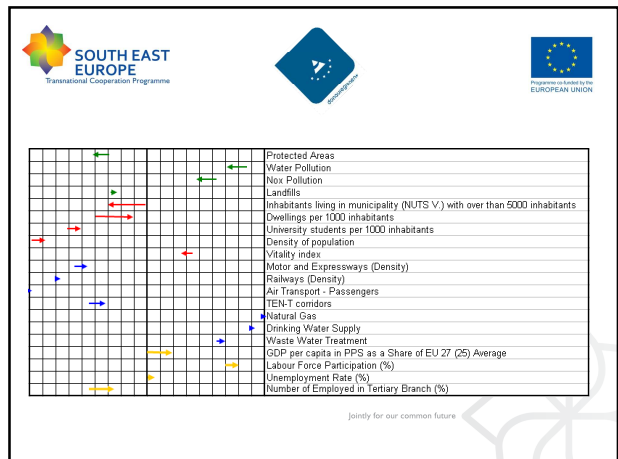 SOUTH EAST
EUROPE
Transnational Cooperation Programme
donauregionen+
Programme co-funded by the
EUROPEAN UNION
Protected Areas
Water Pollution
Nox Pollution
Landfills
Inhabitants living in municipality (NUTS V.) with over than 5000 inhabitants
Dwellings per 1000 inhabitants
University students per 1000 inhabitants
Density of population
Vitality index
Motor and Expressways (Density)
Railways (Density)
Air Transport - Passengers
TEN-T corridors
Natural Gas
Drinking Water Supply
Waste Water Treatment
GDP per capita in PPS as a Share of EU 27 (25) Average
Labour Force Participation (%)
Unemployment Rate (%)
Number of Employed in Tertiary Branch (%)
Jointly for our common future